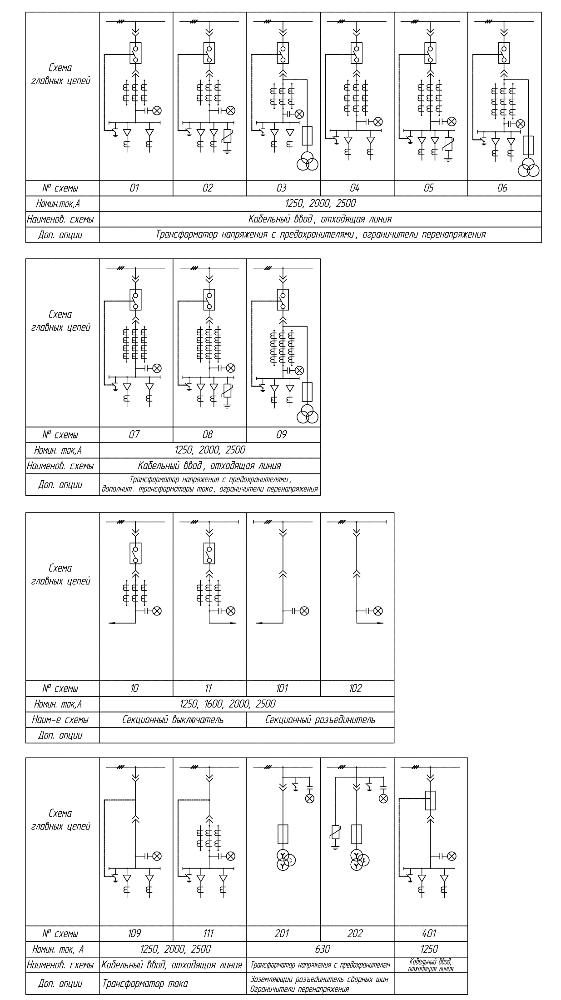 Схема
главных цепей
№ схемы 01 02 03 04 05 06
Номин.ток,А 1250, 2000, 2500
Наименов. схемы Кабельный ввод, отходящая линия
Доп. опции Трансформатор напряжения с предохранителями, ограничители перенапряжения
Схема
главных цепей
№ схемы 07 08 09
Номин. ток,А 1250, 2000, 2500
Наименов. схемы Кабельный ввод, отходящая линия
Доп. опции Трансформатор напряжения с предохранителями,
дополнит. трансформаторы тока, ограничители перенапряжения
Схема
главных цепей
№ схемы 10 11 101 102
Номин. ток,А 1250, 1600, 2000, 2500
Наим-е схемы Секционный выключатель Секционный разъединитель
Доп. опции
Схема
главных цепей
№ схемы 109 111 201 202 401
Номин. ток, А 1250, 2000, 2500 630 1250
Наименов. схемы Кабельный ввод, отходящая линия Трансформатор напряжения с предохранителем Кабельный ввод,
отходящая линия
Доп. опции Трансформатор тока Заземляющий разъединитель сборных шин
Ограничители перенапряжения